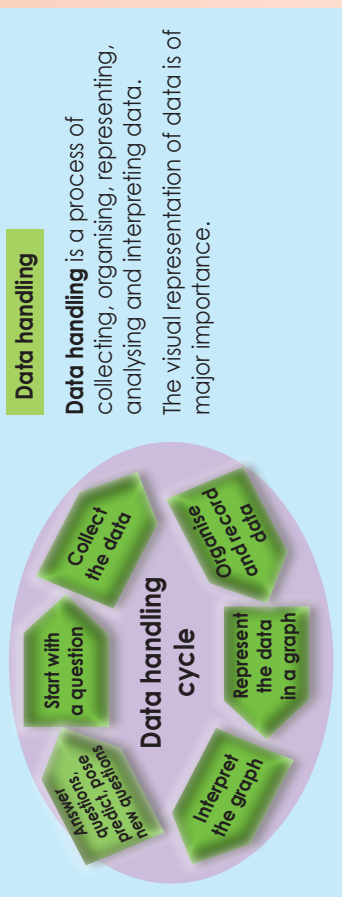 Data handling
Data handling is a process of
collecting, organising, representing,
analysing and interpreting data.
The visual representation of data is of
major importance.
Data handling
cycle
Start with
a question
Collect
the data
Organise
and record
data
Represent
the data
in a graph
Interpret
the graph
Answer
questions,
predict, pose
new questions